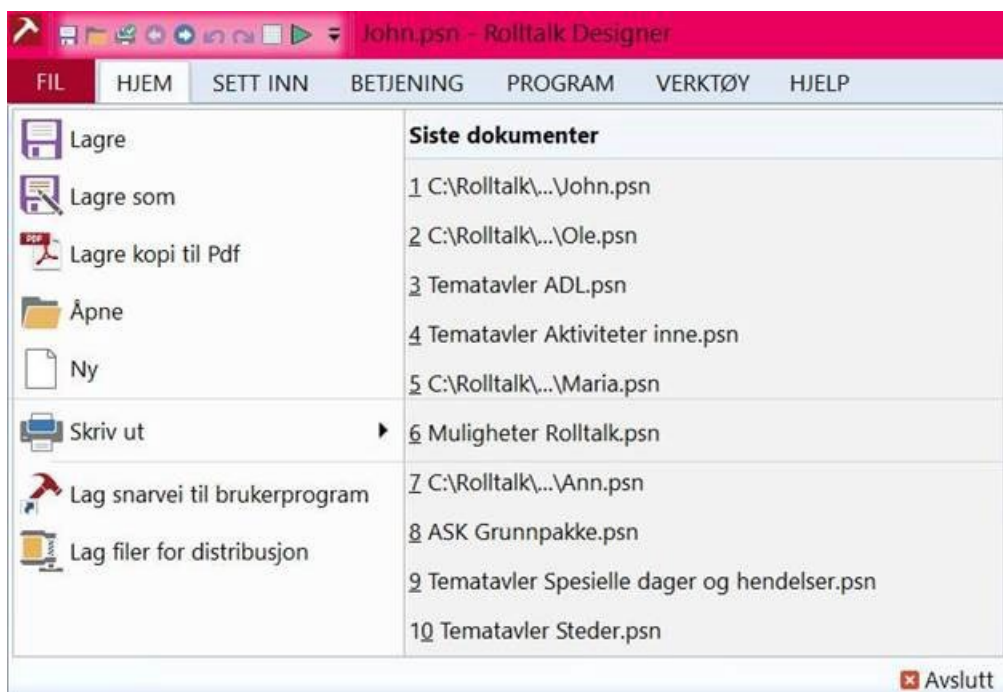 John.psn - Rolltalk Designer
FIL HJEM SETT INN BETJENING PROGRAM VERKTØY HJELP
Lagre
Lagre som
PDF
Lagre kopi til Pdf
Åpne
Ny
Skriv ut
Lag snarvei til brukerprogram
Lag filer for distribusjon
Siste dokumenter
1 C:\Rolltalk\...\John.psn
2 C:\Rolltalk\...\Ole.psn
3 Tematavler ADL.psn
4 Tematavler Aktiviteter inne.psn
5 C:\Rolltalk\...\Maria.psn
6 Muligheter Rolltalk.psn
7 C:\Rolltalk\...\Ann.psn
8 ASK Grunnpakke.psn
9 Tematavler Spesielle dager og hendelser.psn
10 Tematavler Steder.psn
Avslutt